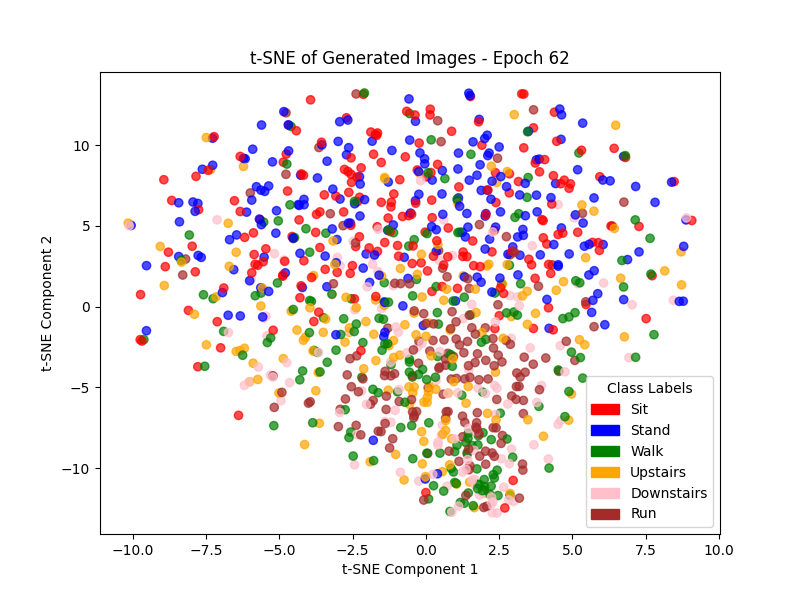 t-SNE of Generated Images - Epoch 62
t-SNE Component 2
10
5
0
−5
−10
Class Labels
Sit
Stand
Walk
Upstairs
Downstairs
Run
−10.0 −7.5 −5.0 −2.5 0.0 2.5 5.0 7.5 10.0
t-SNE Component 1